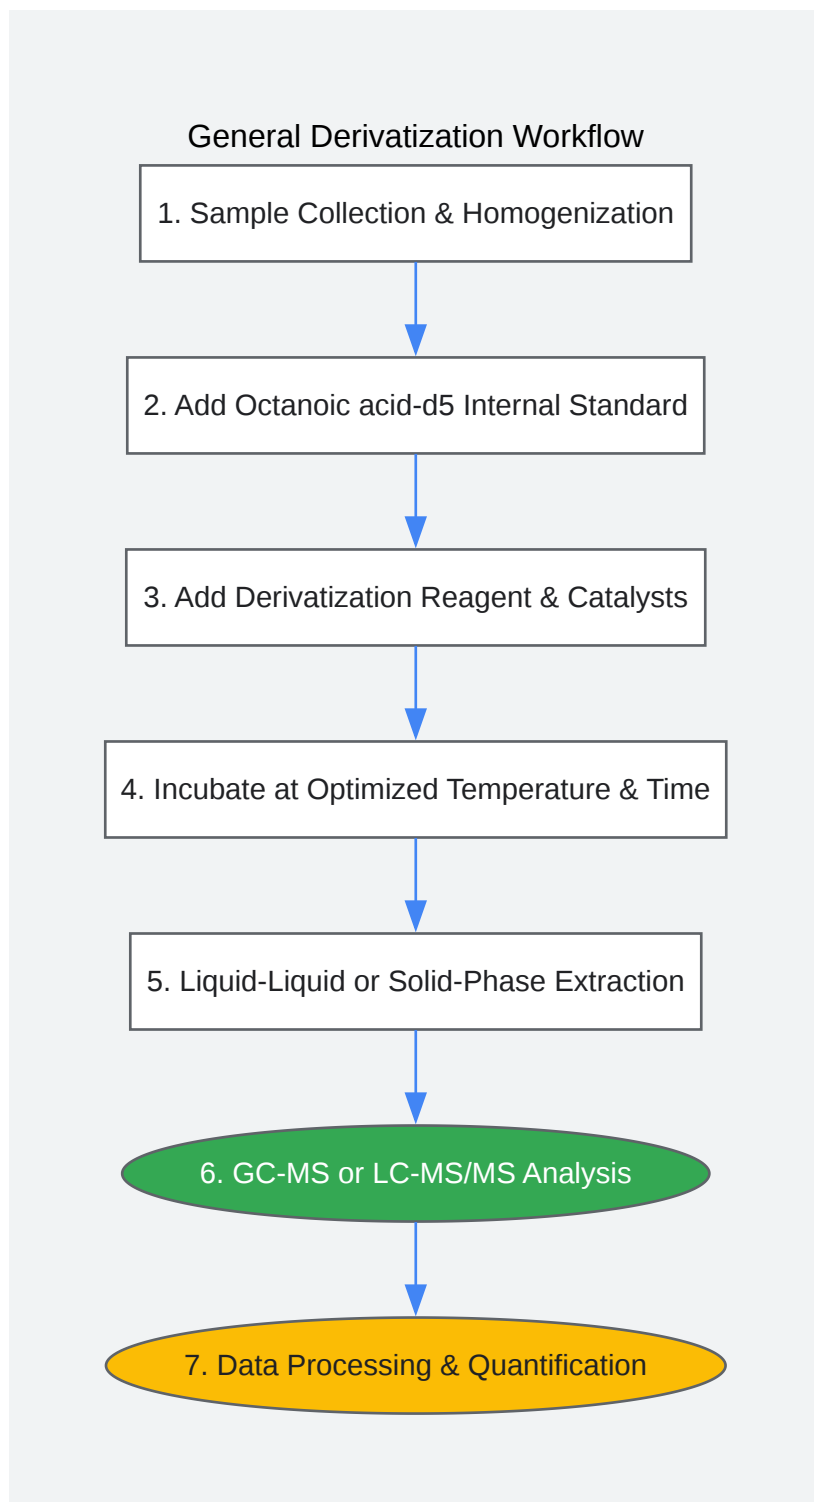 General Derivatization Workflow
1. Sample Collection & Homogenization
2. Add Octanoic acid-d5 Internal Standard
3. Add Derivatization Reagent & Catalysts
4. Incubate at Optimized Temperature & Time
5. Liquid-Liquid or Solid-Phase Extraction
6. GC-MS or LC-MS/MS Analysis
7. Data Processing & Quantification